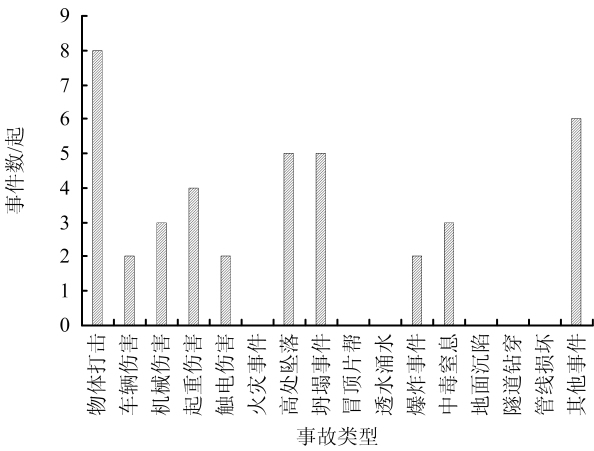 9
8
7
6
5
4
3
2
1
0
事件数/起
物体打击
车辆伤害
机械伤害
起重伤害
触电伤害
火灾事件
高处坠落
坍塌事件
冒顶片帮
透水涌水
爆炸事件
中毒窒息
地面沉陷
隧道钻穿
管线损坏
其他事件
事故类型